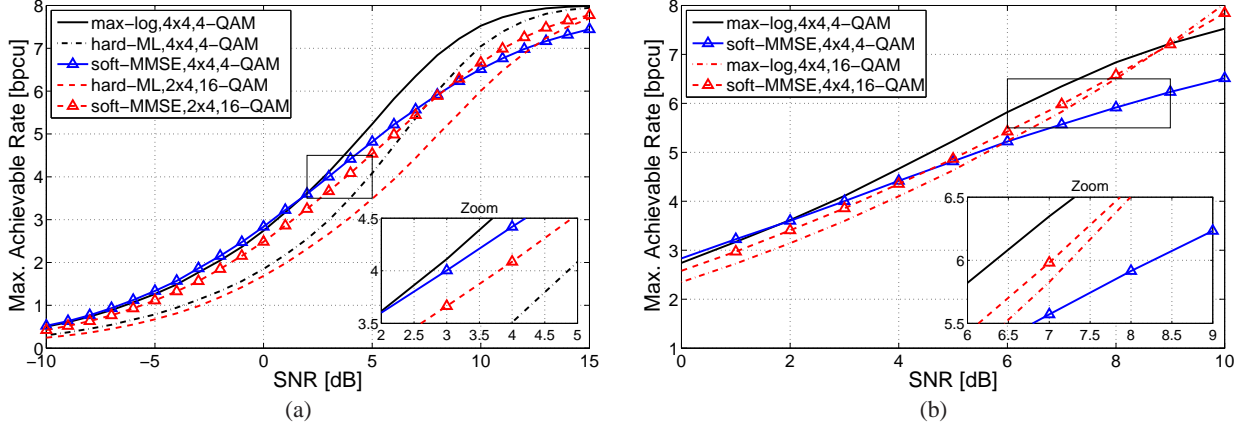 8
7
6
5
4
3
2
1
0
Max. Achievable Rate [bpcu]
max−log,4x4,4−QAM
hard−ML,4x4,4−QAM
soft−MMSE,4x4,4−QAM
hard−ML,2x4,16−QAM
soft−MMSE,2x4,16−QAM
Zoom
4.5
4
3.5
2 2.5 3 3.5 4 4.5 5
−10 −5 0 5 10 15
SNR [dB]
(a)
8
7
6
5
4
3
2
1
Max. Achievable Rate [bpcu]
max−log,4x4,4−QAM
soft−MMSE,4x4,4−QAM
max−log,4x4,16−QAM
soft−MMSE,4x4,16−QAM
Zoom
6.5
6
5.5
6 6.5 7 7.5 8 8.5 9
0 2 4 6 8 10
SNR [dB]
(b)